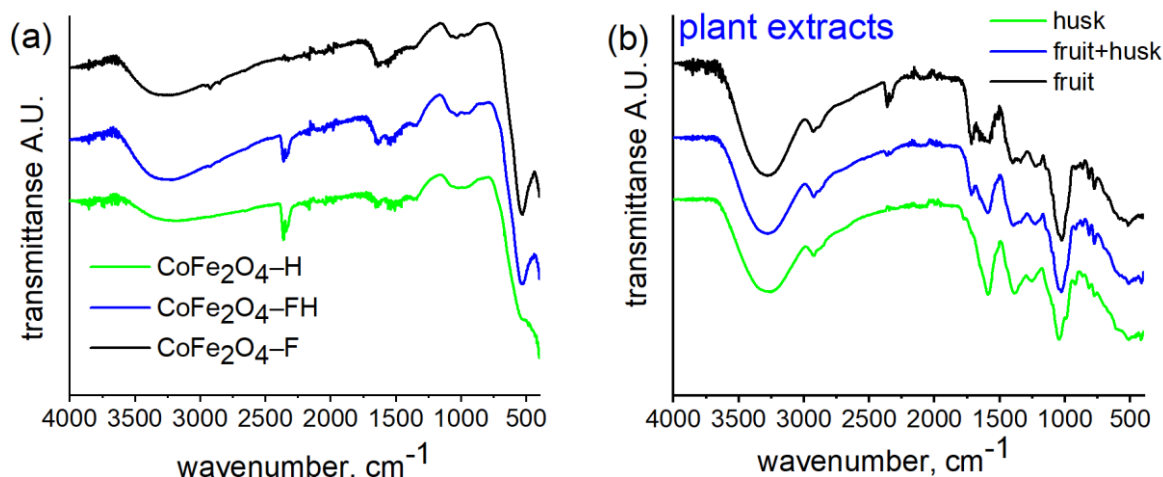 (a)
transmittanse A.U.
CoFe₂O₄–H
CoFe₂O₄–FH
CoFe₂O₄–F
4000 3500 3000 2500 2000 1500 1000 500
wavenumber, cm⁻¹
(b)
plant extracts
husk
fruit+husk
fruit
transmittanse A.U.
4000 3500 3000 2500 2000 1500 1000 500
wavenumber, cm⁻¹